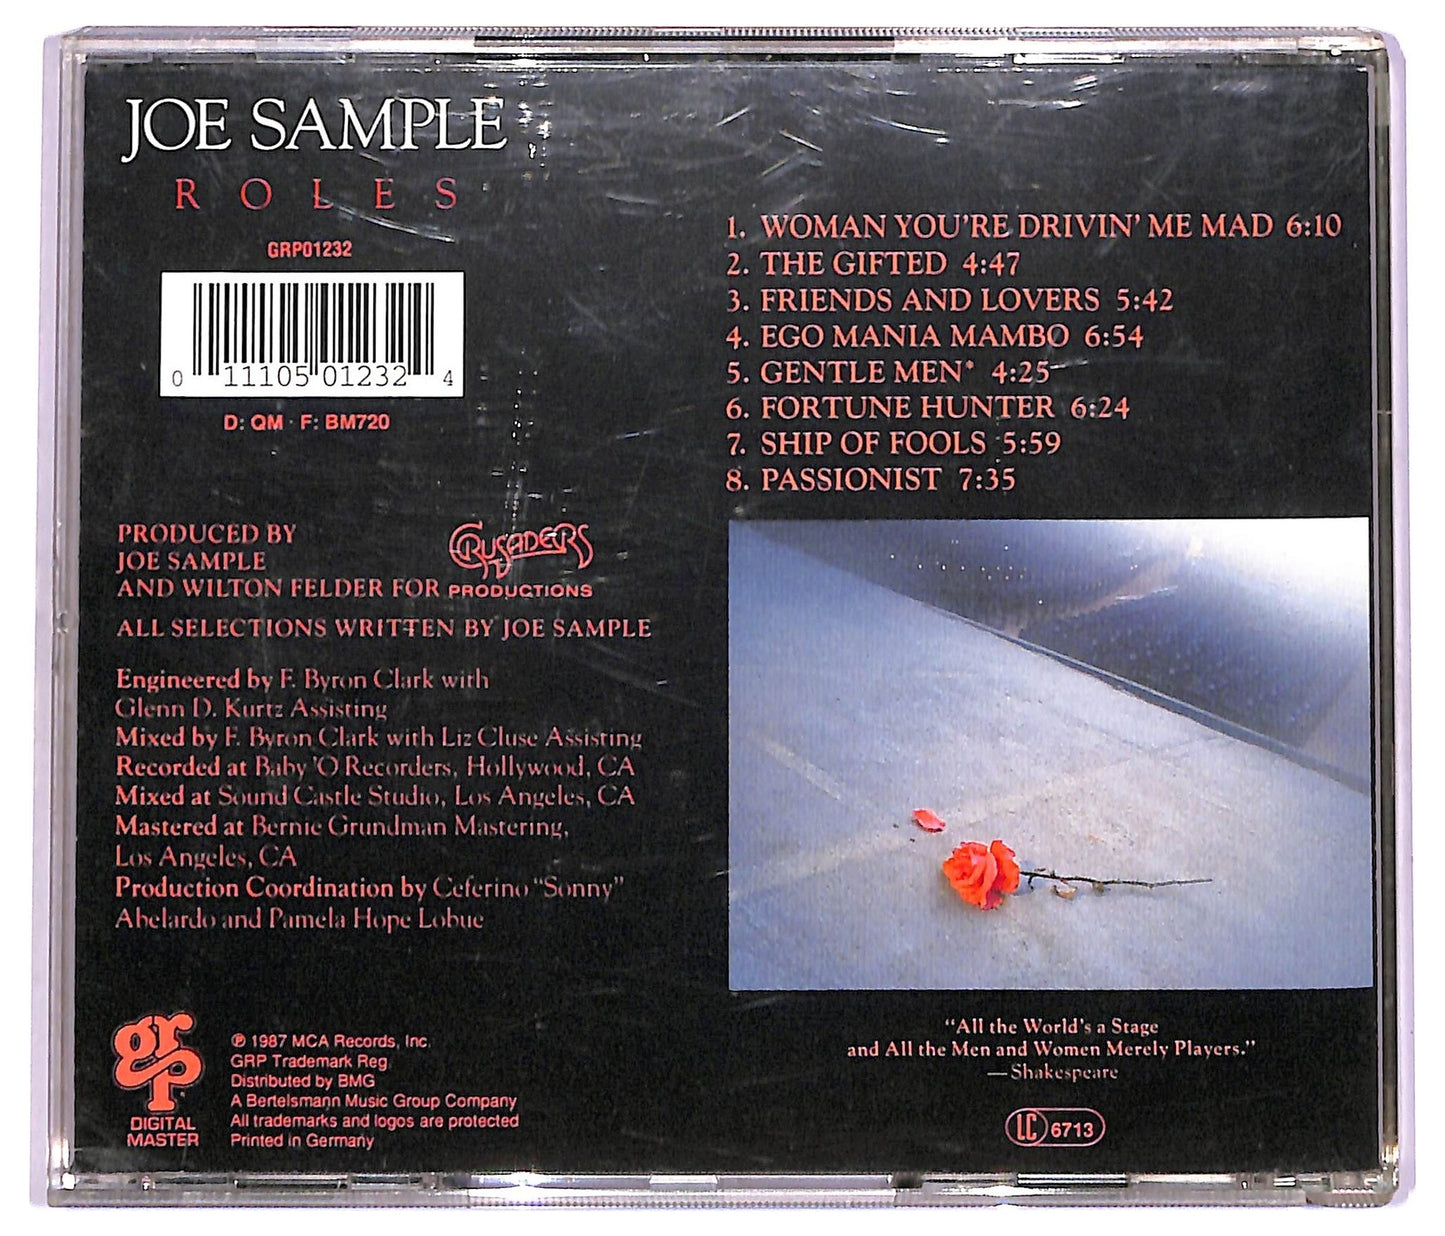 JOE SAMPLE
ROLES
GRP01232
0 11105 01232 4
D: QM · F: BM720
1. WOMAN YOU'RE DRIVIN' ME MAD 6:10
2. THE GIFTED 4:47
3. FRIENDS AND LOVERS 5:42
4. EGO MANIA MAMBO 6:54
5. GENTLE MEN* 4:25
6. FORTUNE HUNTER 6:24
7. SHIP OF FOOLS 5:59
8. PASSIONIST 7:35
PRODUCED BY
JOE SAMPLE
AND WILTON FELDER FOR CRUSADERS PRODUCTIONS
ALL SELECTIONS WRITTEN BY JOE SAMPLE
Engineered by F. Byron Clark with
Glenn D. Kurtz Assisting
Mixed by F. Byron Clark with Liz Cluse Assisting
Recorded at Baby 'O Recorders, Hollywood, CA
Mixed at Sound Castle Studio, Los Angeles, CA
Mastered at Bernie Grundman Mastering,
Los Angeles, CA
Production Coordination by Ceferino "Sonny"
Abelardo and Pamela Hope Lobue
grp
DIGITAL
MASTER
℗ 1987 MCA Records, Inc.
GRP Trademark Reg.
Distributed by BMG
A Bertelsmann Music Group Company
All trademarks and logos are protected
Printed in Germany
"All the World's a Stage
and All the Men and Women Merely Players."
—Shakespeare
LC 6713